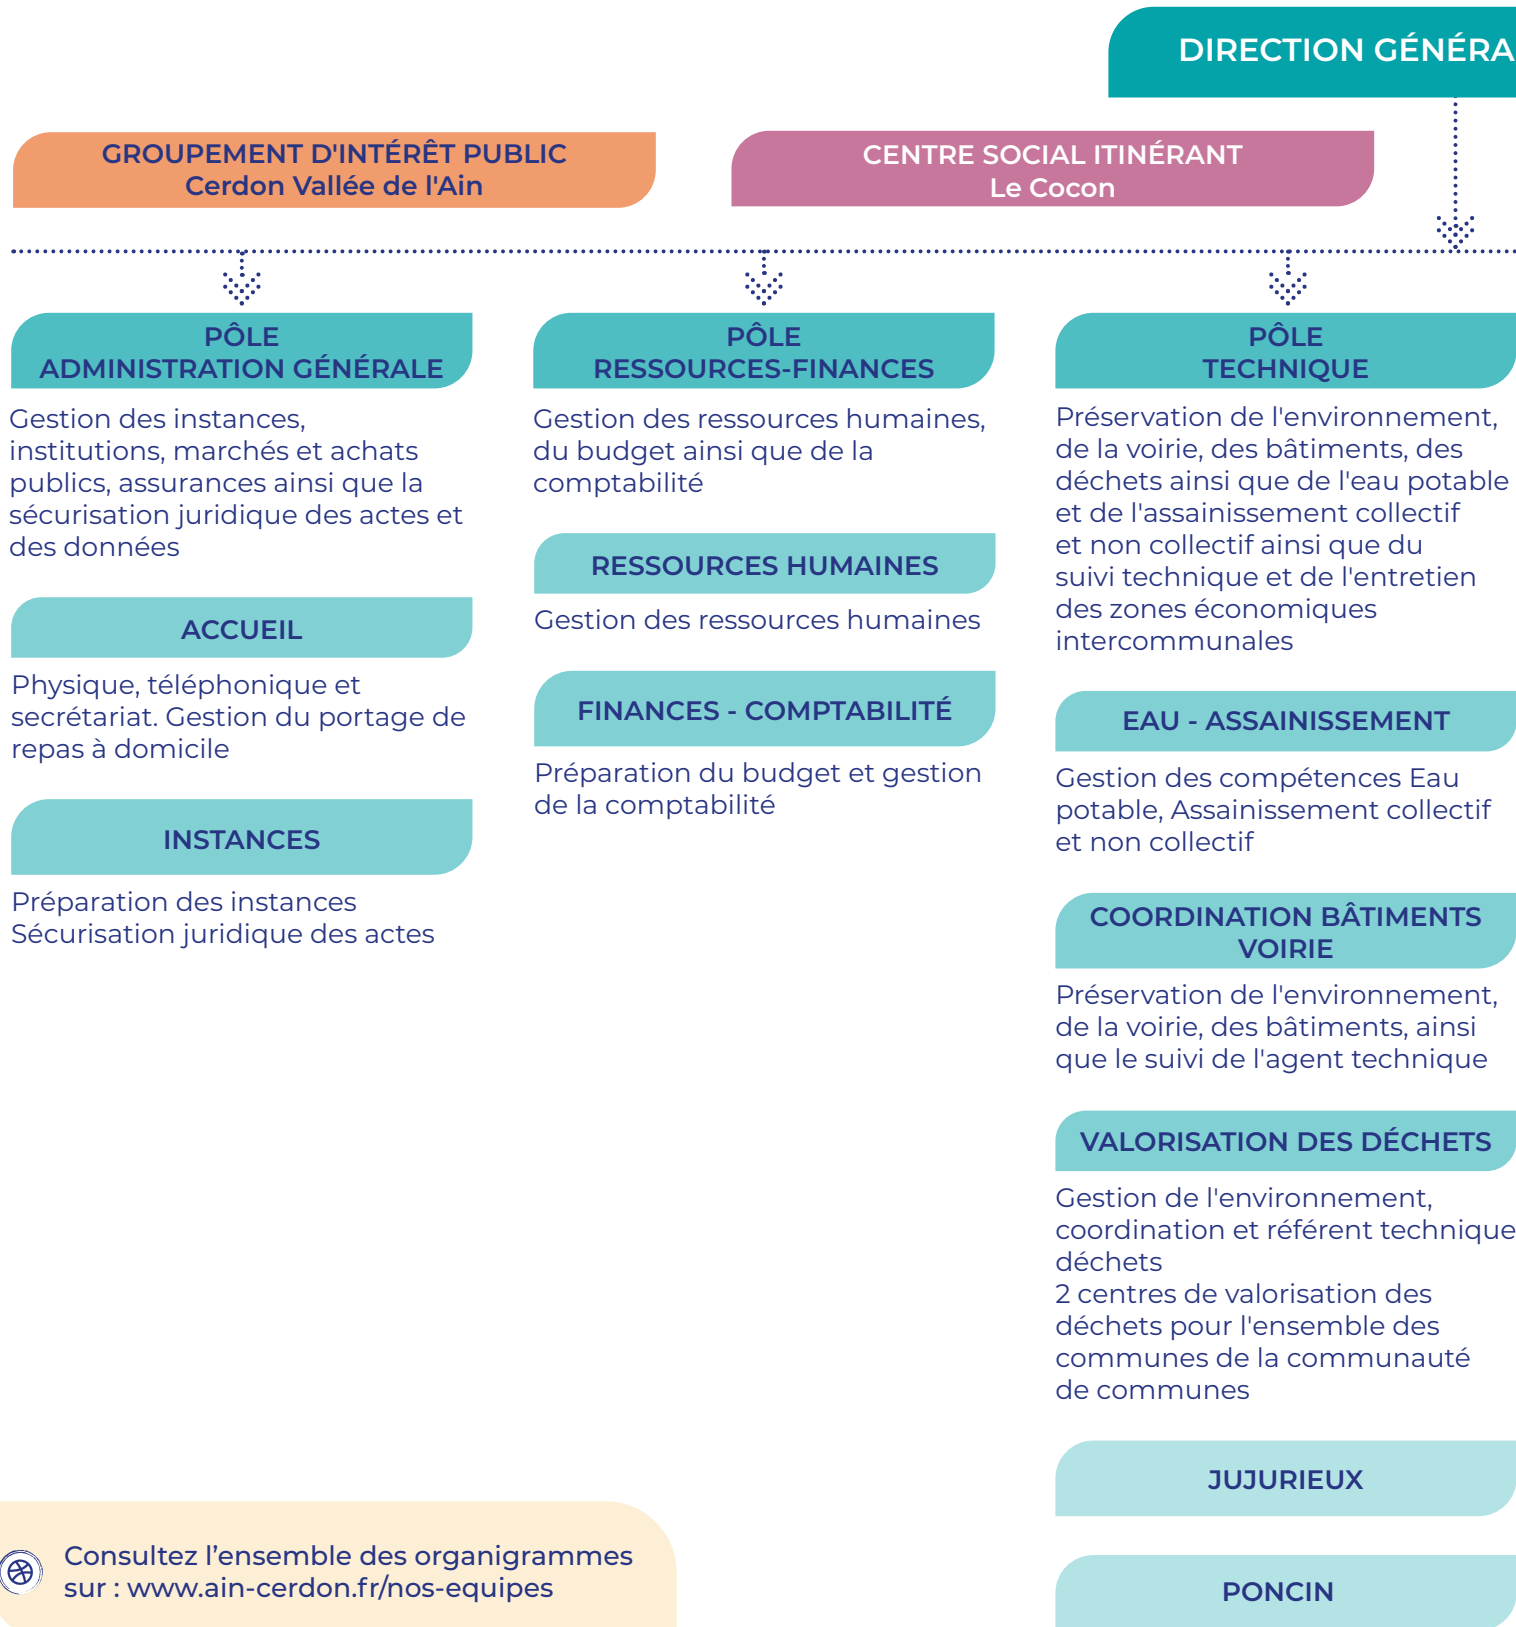 DIRECTION GÉNÉRA
GROUPEMENT D'INTÉRÊT PUBLIC
Cerdon Vallée de l'Ain
CENTRE SOCIAL ITINÉRANT
Le Cocon
PÔLE
ADMINISTRATION GÉNÉRALE
Gestion des instances,
institutions, marchés et achats
publics, assurances ainsi que la
sécurisation juridique des actes et
des données
ACCUEIL
Physique, téléphonique et
secrétariat. Gestion du portage de
repas à domicile
INSTANCES
Préparation des instances
Sécurisation juridique des actes
PÔLE
RESSOURCES-FINANCES
Gestion des ressources humaines,
du budget ainsi que de la
comptabilité
RESSOURCES HUMAINES
Gestion des ressources humaines
FINANCES - COMPTABILITÉ
Préparation du budget et gestion
de la comptabilité
PÔLE
TECHNIQUE
Préservation de l'environnement,
de la voirie, des bâtiments, des
déchets ainsi que de l'eau potable
et de l'assainissement collectif
et non collectif ainsi que du
suivi technique et de l'entretien
des zones économiques
intercommunales
EAU - ASSAINISSEMENT
Gestion des compétences Eau
potable, Assainissement collectif
et non collectif
COORDINATION BÂTIMENTS
VOIRIE
Préservation de l'environnement,
de la voirie, des bâtiments, ainsi
que le suivi de l'agent technique
VALORISATION DES DÉCHETS
Gestion de l'environnement,
coordination et référent technique
déchets
2 centres de valorisation des
déchets pour l'ensemble des
communes de la communauté
de communes
JUJURIEUX
PONCIN
Consultez l’ensemble des organigrammes
sur : www.ain-cerdon.fr/nos-equipes